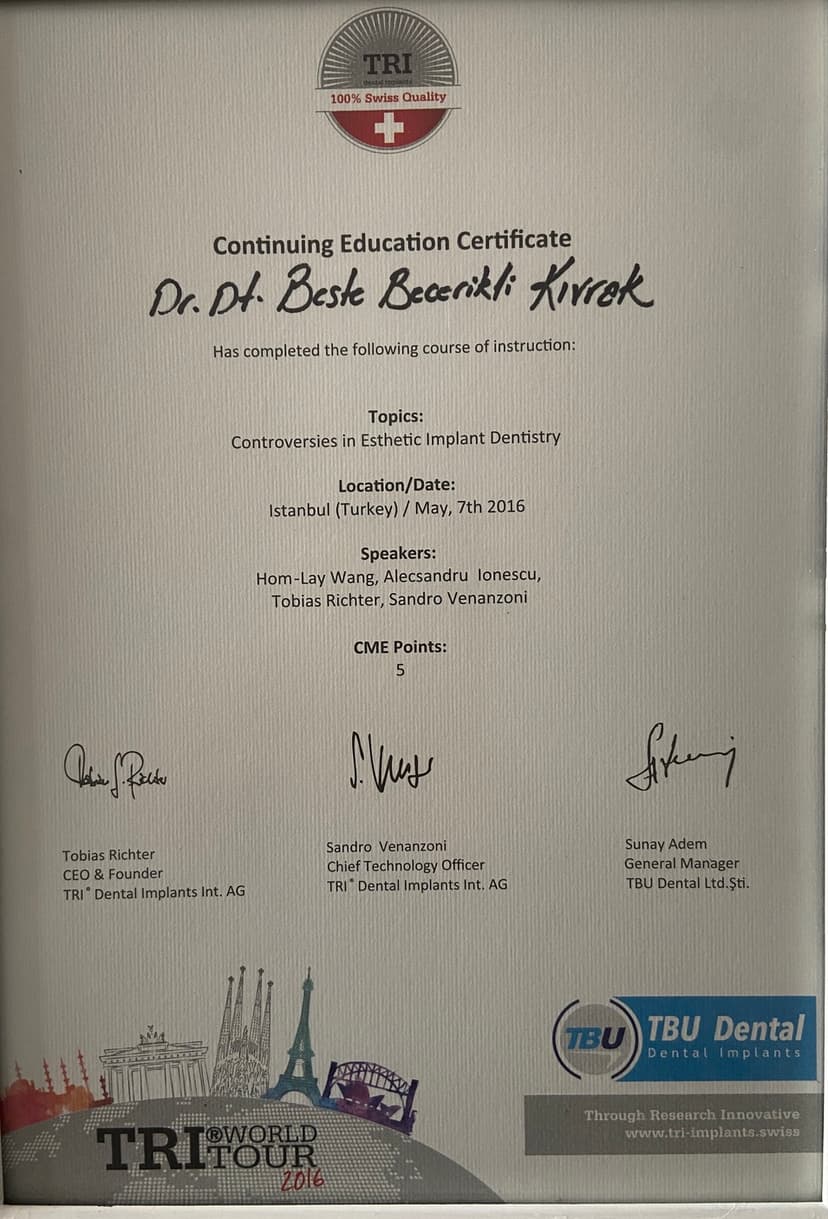 TRI
dental implants
100% Swiss Quality
Continuing Education Certificate
Dr. Dt. Beste Becerikli Kıvrak
Has completed the following course of instruction:
Topics:
Controversies in Esthetic Implant Dentistry
Location/Date:
Istanbul (Turkey) / May, 7th 2016
Speakers:
Hom-Lay Wang, Alecsandru Ionescu,
Tobias Richter, Sandro Venanzoni
CME Points:
5
Tobias Richter
CEO & Founder
TRI® Dental Implants Int. AG
Sandro Venanzoni
Chief Technology Officer
TRI® Dental Implants Int. AG
Sunay Adem
General Manager
TBU Dental Ltd.Şti.
TBU
TBU Dental
Dental Implants
Through Research Innovative
www.tri-implants.swiss
TRI®WORLD
TOUR
2016